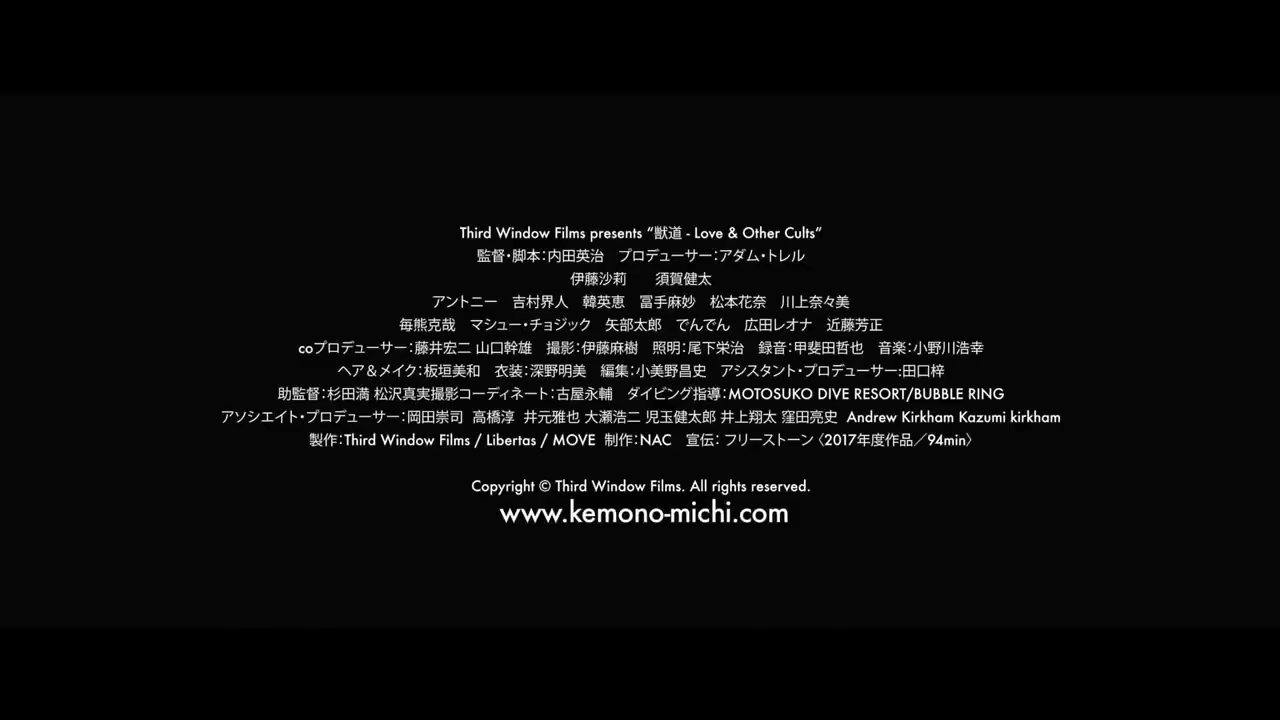 Third Window Films presents “獣道 - Love & Other Cults“
監督・脚本：内田英治　プロデューサー：アダム・トレル
伊藤沙莉　　須賀健太
アントニー　吉村界人　韓英恵　冨手麻妙　松本花奈　川上奈々美
毎熊克哉　マシュー・チョジック　矢部太郎　でんでん　広田レオナ　近藤芳正
coプロデューサー：藤井宏二 山口幹雄　撮影：伊藤麻樹　照明：尾下栄治　録音：甲斐田哲也　音楽：小野川浩幸
ヘア＆メイク：板垣美和　衣装：深野明美　編集：小美野昌史　アシスタント・プロデューサー：田口梓
助監督：杉田満 松沢真実撮影コーディネート：古屋永輔　ダイビング指導：MOTOSUKO DIVE RESORT/BUBBLE RING
アソシエイト・プロデューサー：岡田崇司 高橋淳 井元雅也 大瀬浩二 児玉健太郎 井上翔太 窪田亮史 Andrew Kirkham Kazumi kirkham
製作：Third Window Films / Libertas / MOVE 制作：NAC　宣伝： フリーストーン 〈2017年度作品／94min〉
Copyright © Third Window Films. All rights reserved.
www.kemono-michi.com